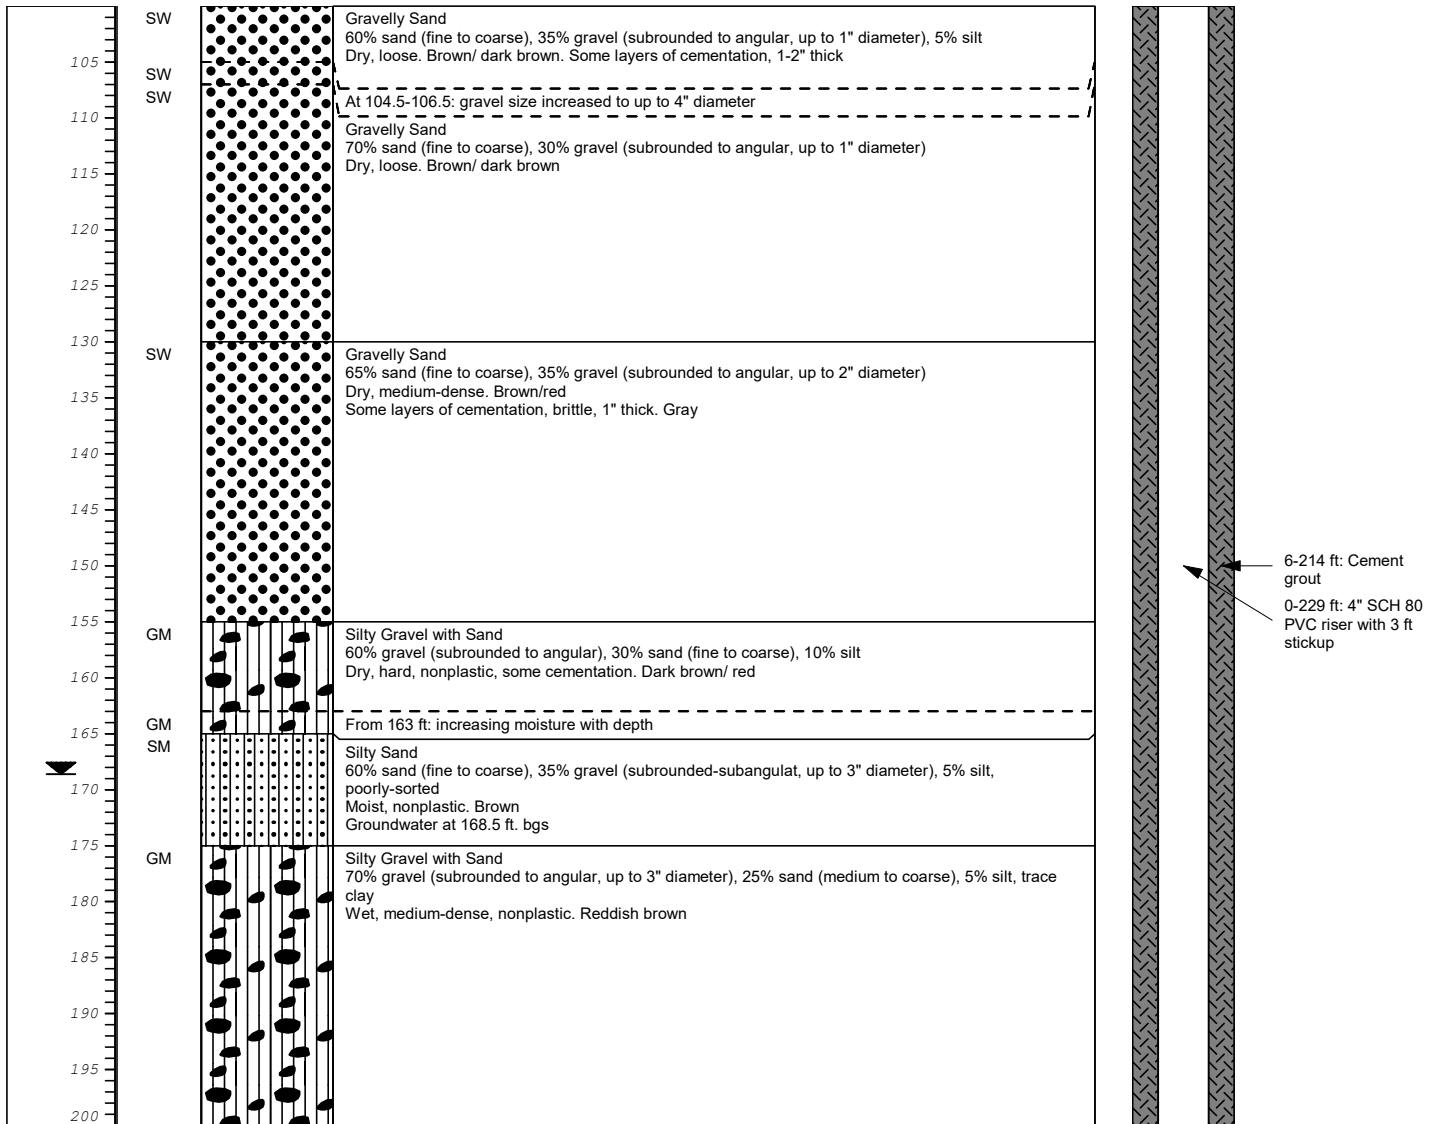 SW
Gravelly Sand
60% sand (fine to coarse), 35% gravel (subrounded to angular, up to 1" diameter), 5% silt
Dry, loose. Brown/ dark brown. Some layers of cementation, 1-2" thick
105
SW
SW
At 104.5-106.5: gravel size increased to up to 4" diameter
110
Gravelly Sand
70% sand (fine to coarse), 30% gravel (subrounded to angular, up to 1" diameter)
Dry, loose. Brown/ dark brown
115
120
125
130
SW
Gravelly Sand
65% sand (fine to coarse), 35% gravel (subrounded to angular, up to 2" diameter)
Dry, medium-dense. Brown/red
Some layers of cementation, brittle, 1" thick. Gray
135
140
145
150
6-214 ft: Cement
grout
0-229 ft: 4" SCH 80
PVC riser with 3 ft
stickup
155
GM
Silty Gravel with Sand
60% gravel (subrounded to angular), 30% sand (fine to coarse), 10% silt
Dry, hard, nonplastic, some cementation. Dark brown/ red
160
GM
From 163 ft: increasing moisture with depth
165
SM
Silty Sand
60% sand (fine to coarse), 35% gravel (subrounded-subangulat, up to 3" diameter), 5% silt,
poorly-sorted
Moist, nonplastic. Brown
Groundwater at 168.5 ft. bgs
170
175
GM
Silty Gravel with Sand
70% gravel (subrounded to angular, up to 3" diameter), 25% sand (medium to coarse), 5% silt, trace
clay
Wet, medium-dense, nonplastic. Reddish brown
180
185
190
195
200